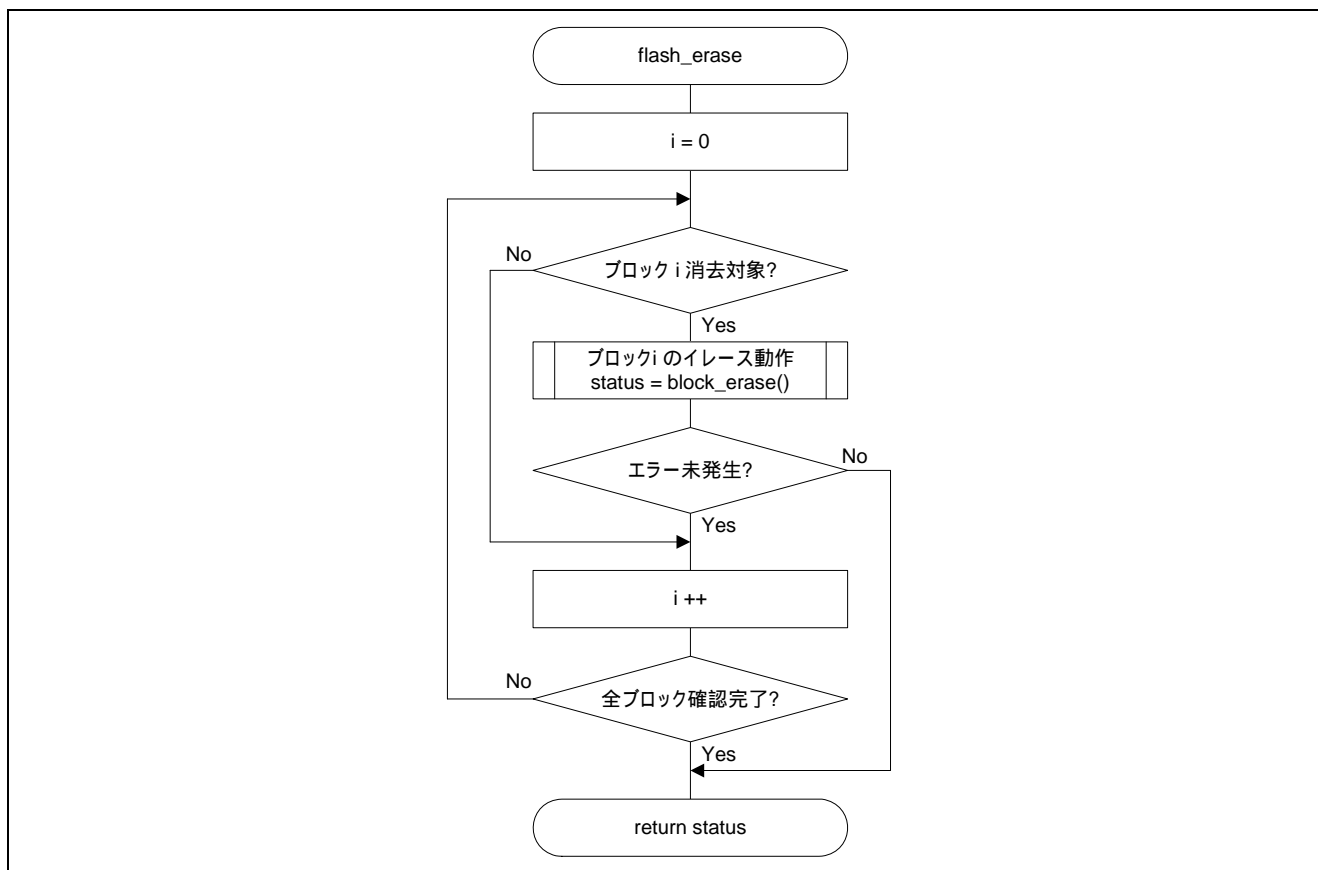 flash_erase
i = 0
No
ブロック i 消去対象?
Yes
ブロックi のイレース動作
status = block_erase()
No
エラー未発生?
Yes
i ++
No
全ブロック確認完了?
Yes
return status